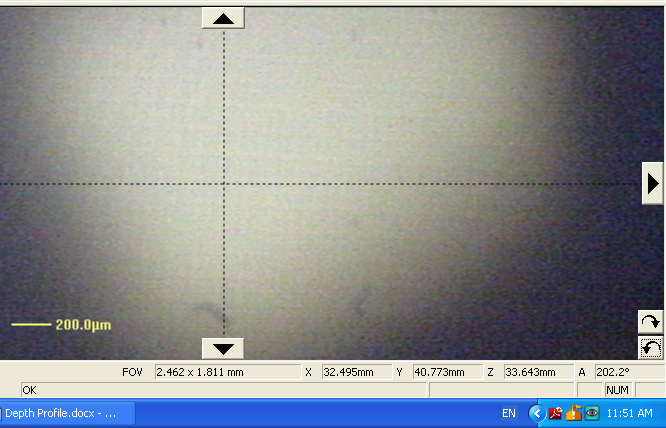 200.0µm
FOV 2.462 x 1.811 mm X 32.495mm Y 40.773mm Z 33.643mm A 202.2°
OK NUM
Depth Profile.docx - ... EN 11:51 AM